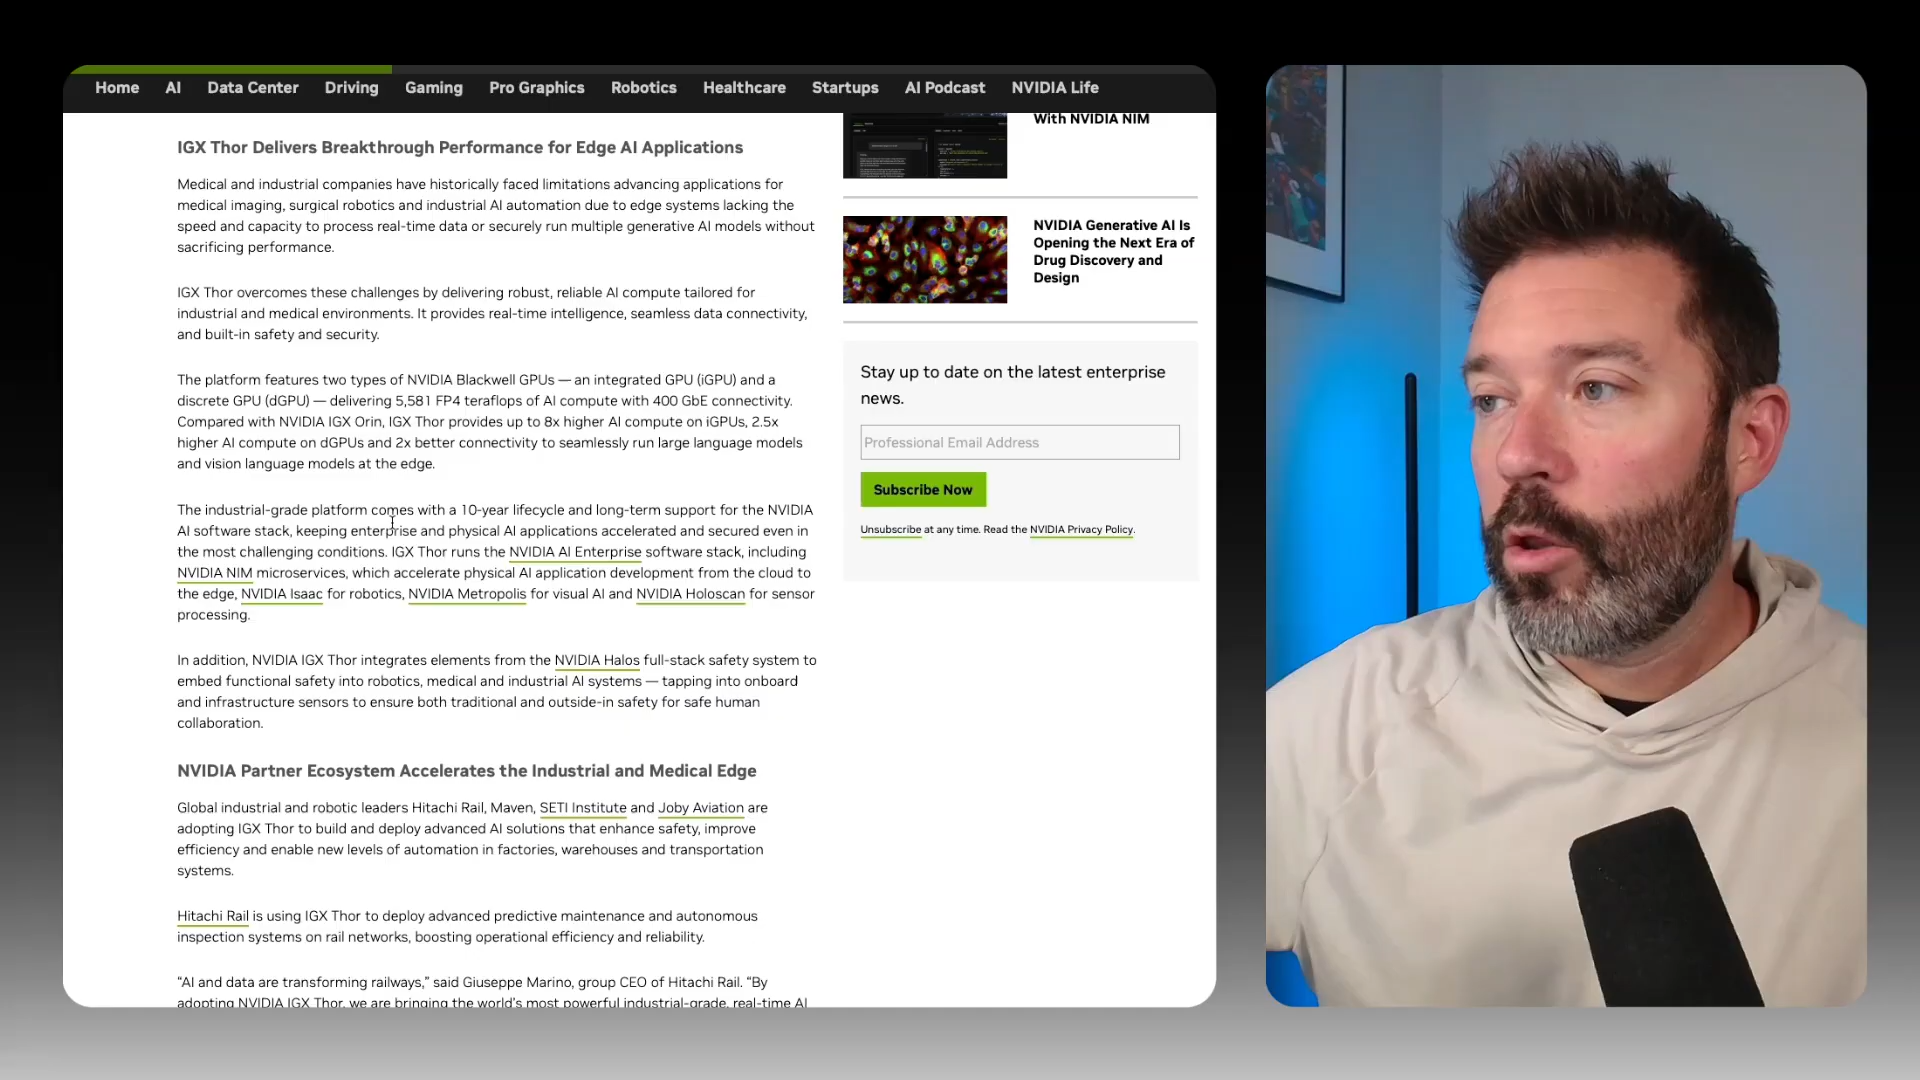 Home AI Data Center Driving Gaming Pro Graphics Robotics Healthcare Startups AI Podcast NVIDIA Life
IGX Thor Delivers Breakthrough Performance for Edge AI Applications
Medical and industrial companies have historically faced limitations advancing applications for
medical imaging, surgical robotics and industrial AI automation due to edge systems lacking the
speed and capacity to process real-time data or securely run multiple generative AI models without
sacrificing performance.
IGX Thor overcomes these challenges by delivering robust, reliable AI compute tailored for
industrial and medical environments. It provides real-time intelligence, seamless data connectivity,
and built-in safety and security.
The platform features two types of NVIDIA Blackwell GPUs — an integrated GPU (iGPU) and a
discrete GPU (dGPU) — delivering 5,581 FP4 teraflops of AI compute with 400 GbE connectivity.
Compared with NVIDIA IGX Orin, IGX Thor provides up to 8x higher AI compute on iGPUs, 2.5x
higher AI compute on dGPUs and 2x better connectivity to seamlessly run large language models
and vision language models at the edge.
The industrial-grade platform comes with a 10-year lifecycle and long-term support for the NVIDIA
AI software stack, keeping enterprise and physical AI applications accelerated and secured even in
the most challenging conditions. IGX Thor runs the NVIDIA AI Enterprise software stack, including
NVIDIA NIM microservices, which accelerate physical AI application development from the cloud to
the edge, NVIDIA Isaac for robotics, NVIDIA Metropolis for visual AI and NVIDIA Holoscan for sensor
processing.
In addition, NVIDIA IGX Thor integrates elements from the NVIDIA Halos full-stack safety system to
embed functional safety into robotics, medical and industrial AI systems — tapping into onboard
and infrastructure sensors to ensure both traditional and outside-in safety for safe human
collaboration.
NVIDIA Partner Ecosystem Accelerates the Industrial and Medical Edge
Global industrial and robotic leaders Hitachi Rail, Maven, SETI Institute and Joby Aviation are
adopting IGX Thor to build and deploy advanced AI solutions that enhance safety, improve
efficiency and enable new levels of automation in factories, warehouses and transportation
systems.
Hitachi Rail is using IGX Thor to deploy advanced predictive maintenance and autonomous
inspection systems on rail networks, boosting operational efficiency and reliability.
“AI and data are transforming railways,” said Giuseppe Marino, group CEO of Hitachi Rail. “By
adopting NVIDIA IGX Thor, we are bringing the world’s most powerful industrial-grade, real-time AI
With NVIDIA NIM
NVIDIA Generative AI Is
Opening the Next Era of
Drug Discovery and
Design
Stay up to date on the latest enterprise
news.
Professional Email Address
Subscribe Now
Unsubscribe at any time. Read the NVIDIA Privacy Policy.